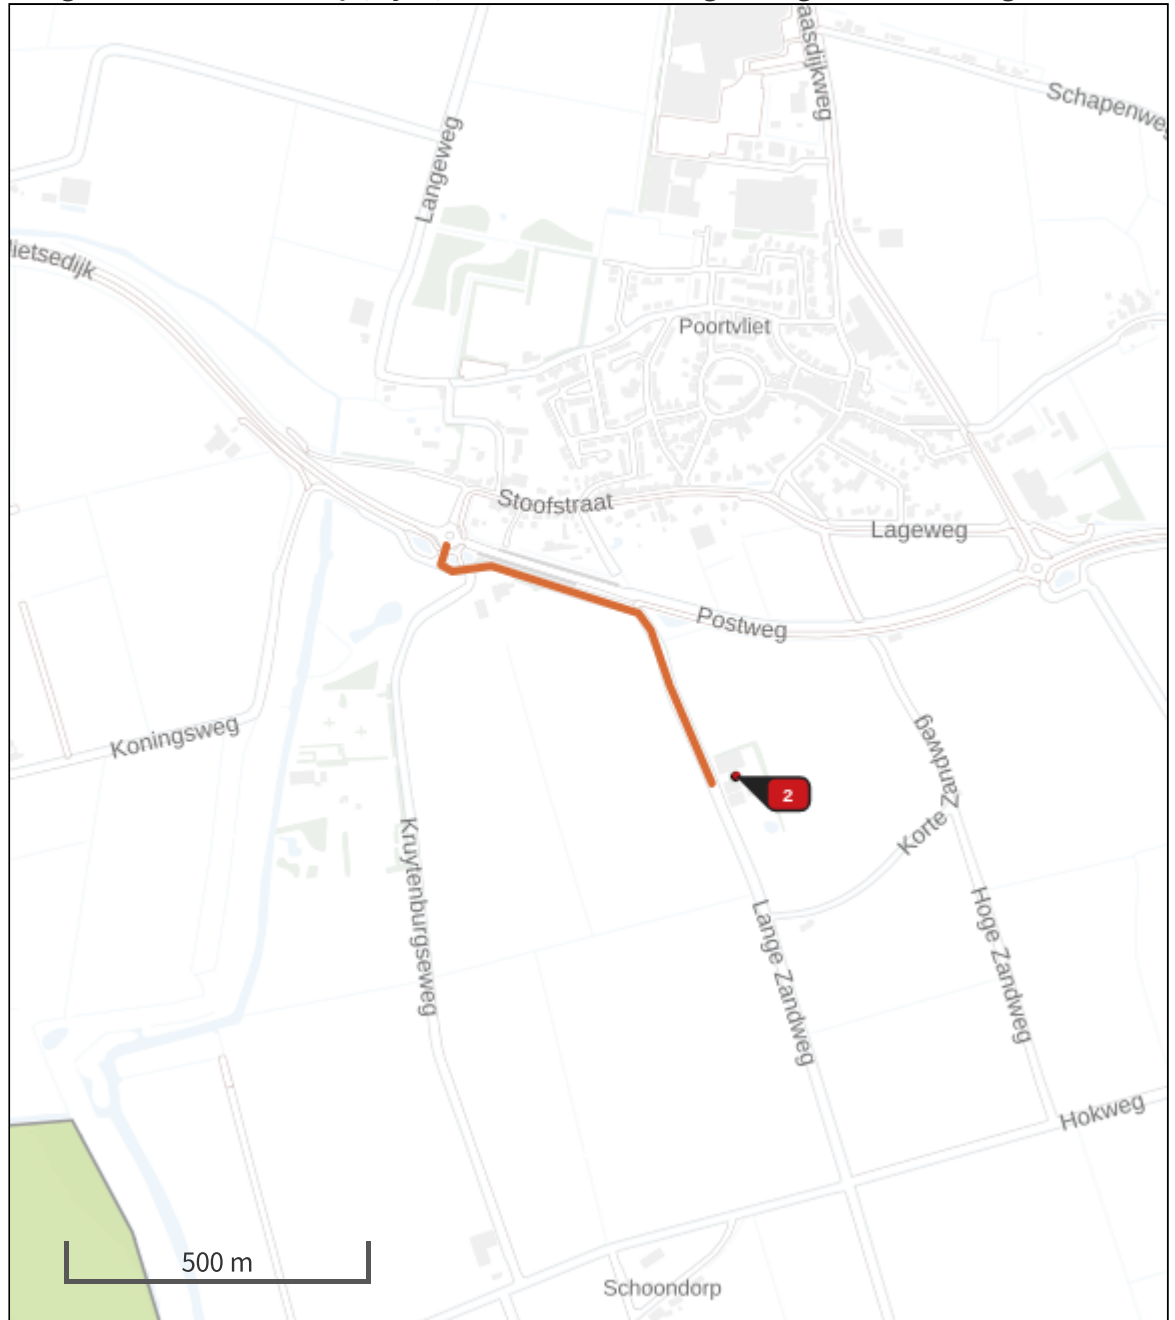 aasdijkweg
Schapenweg
Langeweg
lietsedijk
Poortvliet
Stoofstraat
Lageweg
Postweg
Koningsweg
Zandweg
2
Korte
Kruytenburgseweg
Lange Zandweg
Hoge Zandweg
Hokweg
500 m
Schoondorp